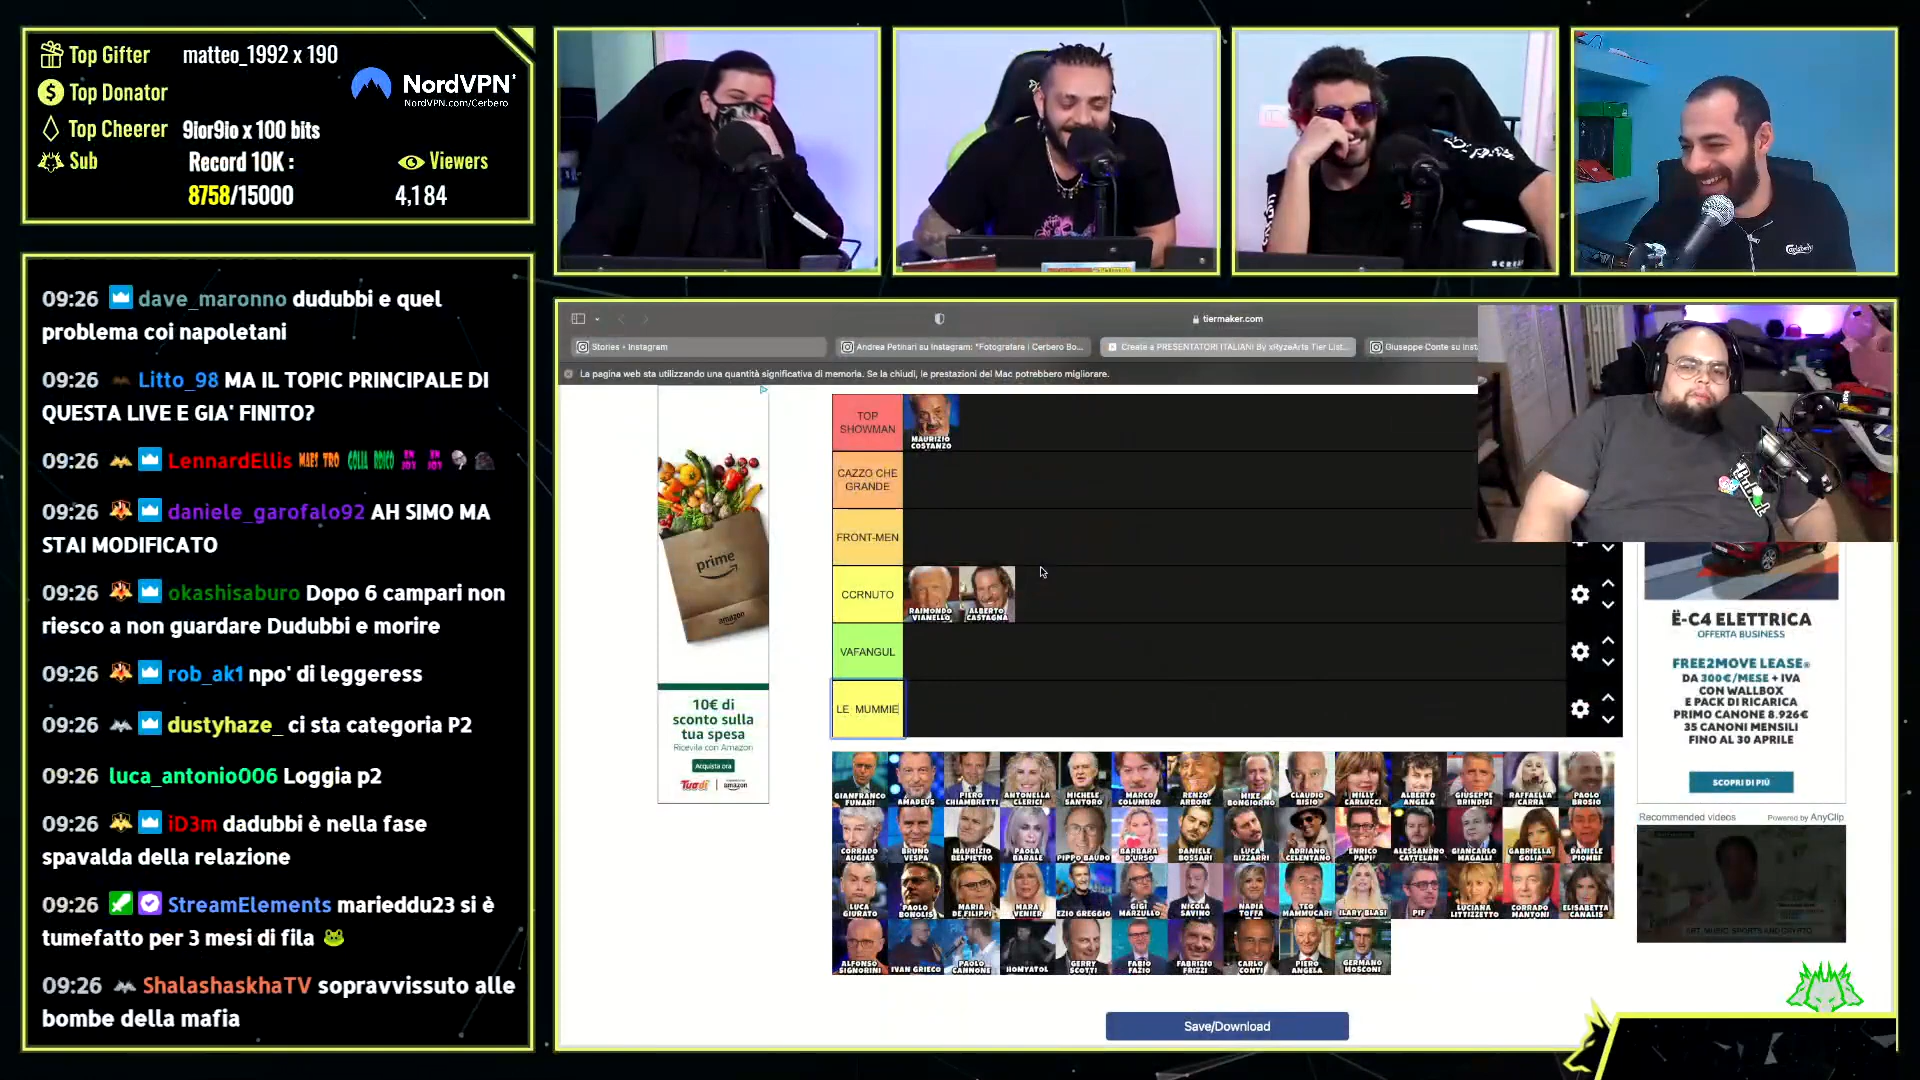 Top Gifter matteo_1992 x 190
Top Donator
NordVPN
NordVPN.com/Cerbero
Top Cheerer 9lor9lo x 100 bits
Sub Record 10K : Viewers
8758/15000 4,184
09:26 dave_maronno dudubbi e quel
problema coi napoletani
09:26 Litto_98 MA IL TOPIC PRINCIPALE DI
QUESTA LIVE E GIA' FINITO?
09:26 LennardEllis
09:26 daniele_garofalo92 AH SIMO MA
STAI MODIFICATO
09:26 okashisaburo Dopo 6 campari non
riesco a non guardare Dudubbi e morire
09:26 rob_ak1 npo' di leggeress
09:26 dustyhaze_ ci sta categoria P2
09:26 luca_antonio006 Loggia p2
09:26 iD3m dadubbi è nella fase
spavalda della relazione
09:26 StreamElements marieddu23 si è
tumefatto per 3 mesi di fila
09:26 ShalashaskhaTV sopravvissuto alle
bombe della mafia
tiermaker.com
Stories • Instagram
Andrea Petinari su Instagram: "Fotografare | Cerbero Bo...
Create a PRESENTATORI ITALIANI By xRyzeArts Tier List...
Giuseppe Conte su Inst
La pagina web sta utilizzando una quantità significativa di memoria. Se la chiudi, le prestazioni del Mac potrebbero migliorare.
prime
amazon
10€ di
sconto sulla
tua spesa
Ricevila con Amazon
Acquista ora
Tuodì amazon
TOP
SHOWMAN
MAURIZIO
COSTANZO
CAZZO CHE
GRANDE
FRONT-MEN
CORNUTO
RAIMONDO
VIANELLO
ALBERTO
CASTAGNA
VAFANGUL
LE MUMMIE
GIANFRANCO
FUNARI
AMADEUS
PIERO
CHIAMBRETTI
ANTONELLA
CLERICI
MICHELE
SANTORO
MARCO
COLUMBRO
RENZO
ARBORE
MIKE
BONGIORNO
CLAUDIO
BISIO
MILLY
CARLUCCI
ALBERTO
ANGELA
GIUSEPPE
BRINDISI
RAFFAELLA
CARRA
PAOLO
BROSIO
CORRADO
AUGIAS
BRUNO
VESPA
MAURIZIO
BELPIETRO
PAOLA
BARALE
PIPPO BAUDO
BARBARA
D'URSO
DANIELE
BOSSARI
LUCA
BIZZARRI
ADRIANO
CELENTANO
ENRICO
PAPI
ALESSANDRO
CATTELAN
GIANCARLO
MAGALLI
GABRIELLA
GOLIA
DANIELE
PIOMBI
LUCA
GIURATO
PAOLO
BONOLIS
MARIA
DE FILIPPI
MARA
VENIER
EZIO GREGGIO
GIGI
MARZULLO
NICOLA
SAVINO
NADIA
TOFFA
TEO
MAMMUCARI
ILARY BLASI
PIF
LUCIANA
LITTIZZETTO
CORRADO
MANTONI
ELISABETTA
CANALIS
ALFONSO
SIGNORINI
IVAN GRIECO
PAOLO
CANNONE
HOMYATOL
GERRY
SCOTTI
FABIO
FAZIO
FABRIZIO
FRIZZI
CARLO
CONTI
PIERO
ANGELA
GERMANO
MOSCONI
Save/Download
Ë-C4 ELETTRICA
OFFERTA BUSINESS
FREE2MOVE LEASE
DA 300€/MESE + IVA
CON WALLBOX
E PACK DI RICARICA
PRIMO CANONE 8.926€
35 CANONI MENSILI
FINO AL 30 APRILE
SCOPRI DI PIÙ
Recommended videos Powered by AnyClip
ART, MUSIC, SPORTS AND CRYPTO
Carlsberg